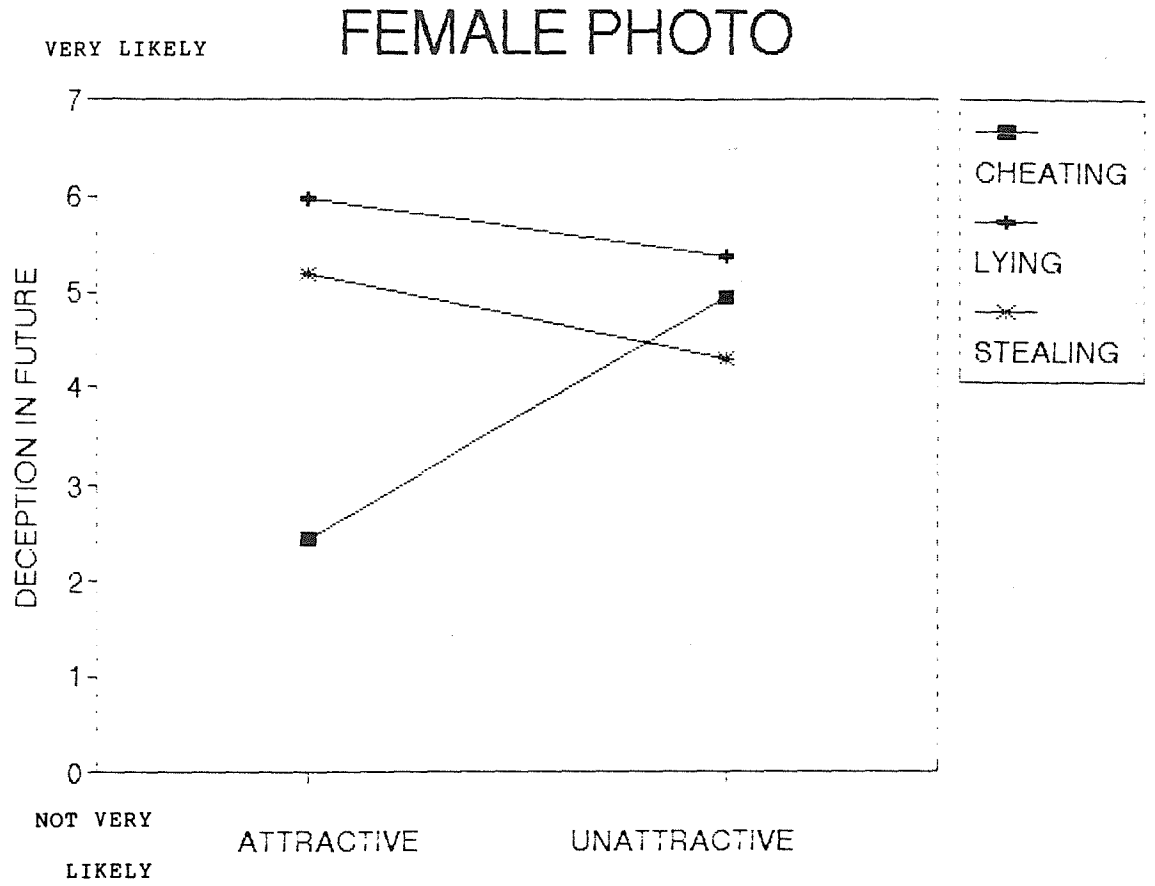 VERY LIKELY
FEMALE PHOTO
7
6
5
4
3
2
1
0
DECEPTION IN FUTURE
CHEATING
LYING
STEALING
NOT VERY
LIKELY
ATTRACTIVE
UNATTRACTIVE